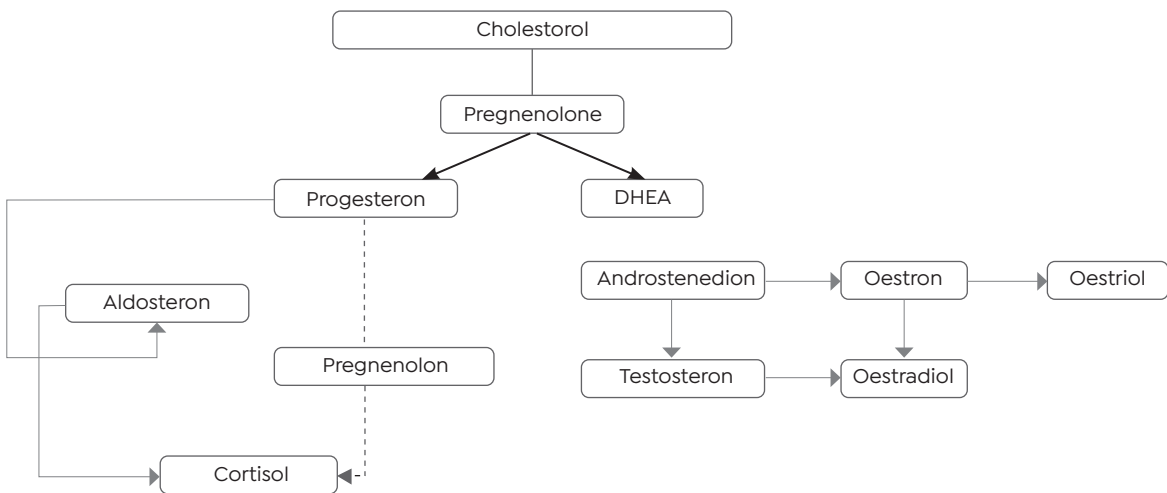 Cholestorol
Pregnenolone
Progesteron
DHEA
Androstenedion
Oestron
Oestriol
Aldosteron
Pregnenolon
Testosteron
Oestradiol
Cortisol